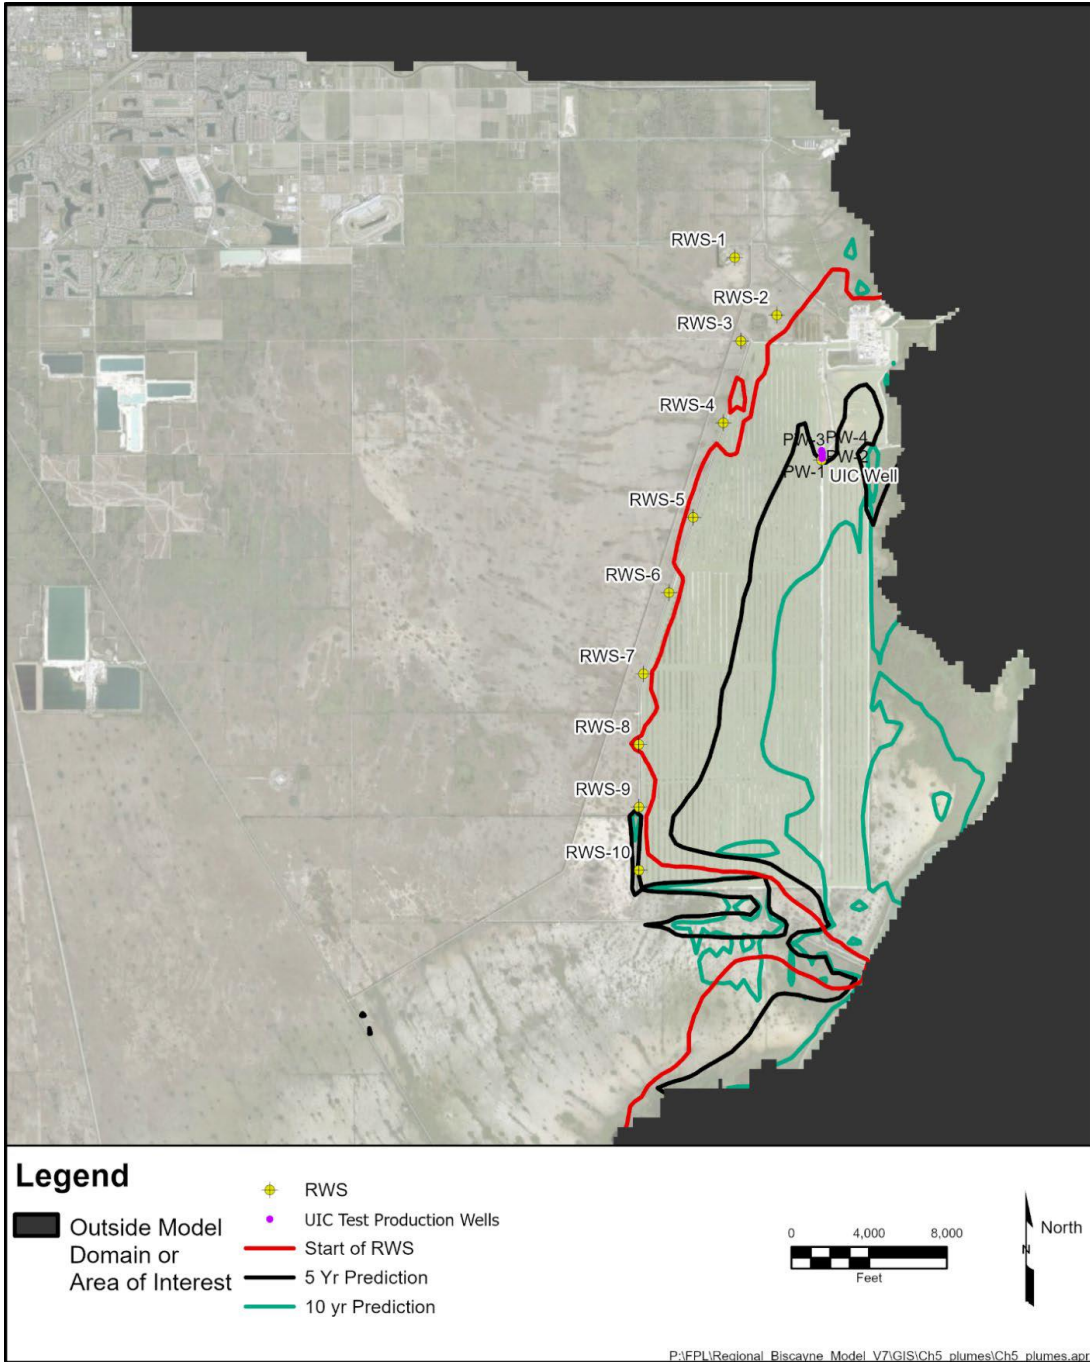 RWS-1
RWS-2
RWS-3
RWS-4
PW-3 PW-4
PW-2
PW-1
UIC Well
RWS-5
RWS-6
RWS-7
RWS-8
RWS-9
RWS-10
Legend
Outside Model
Domain or
Area of Interest
RWS
UIC Test Production Wells
Start of RWS
5 Yr Prediction
10 yr Prediction
0 4,000 8,000
Feet
N
North
P:\FPL\Regional_Biscayne_Model_V7\GIS\Ch5_plumes\Ch5_plumes.apr